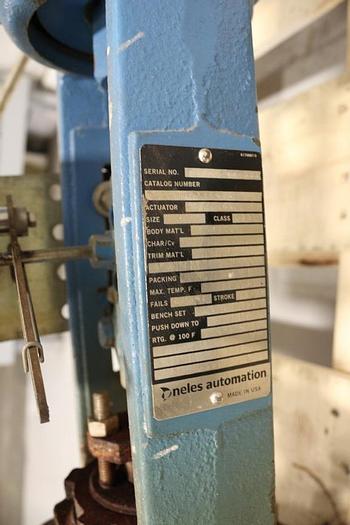 SERIAL NO.
CATALOG NUMBER
ACTUATOR
SIZE CLASS
BODY MAT'L
CHAR/Cv
TRIM MAT'L
PACKING
MAX. TEMP. F
FAILS STROKE
BENCH SET
PUSH DOWN TO
RTG. @ 100 F
neles automation
MADE IN USA